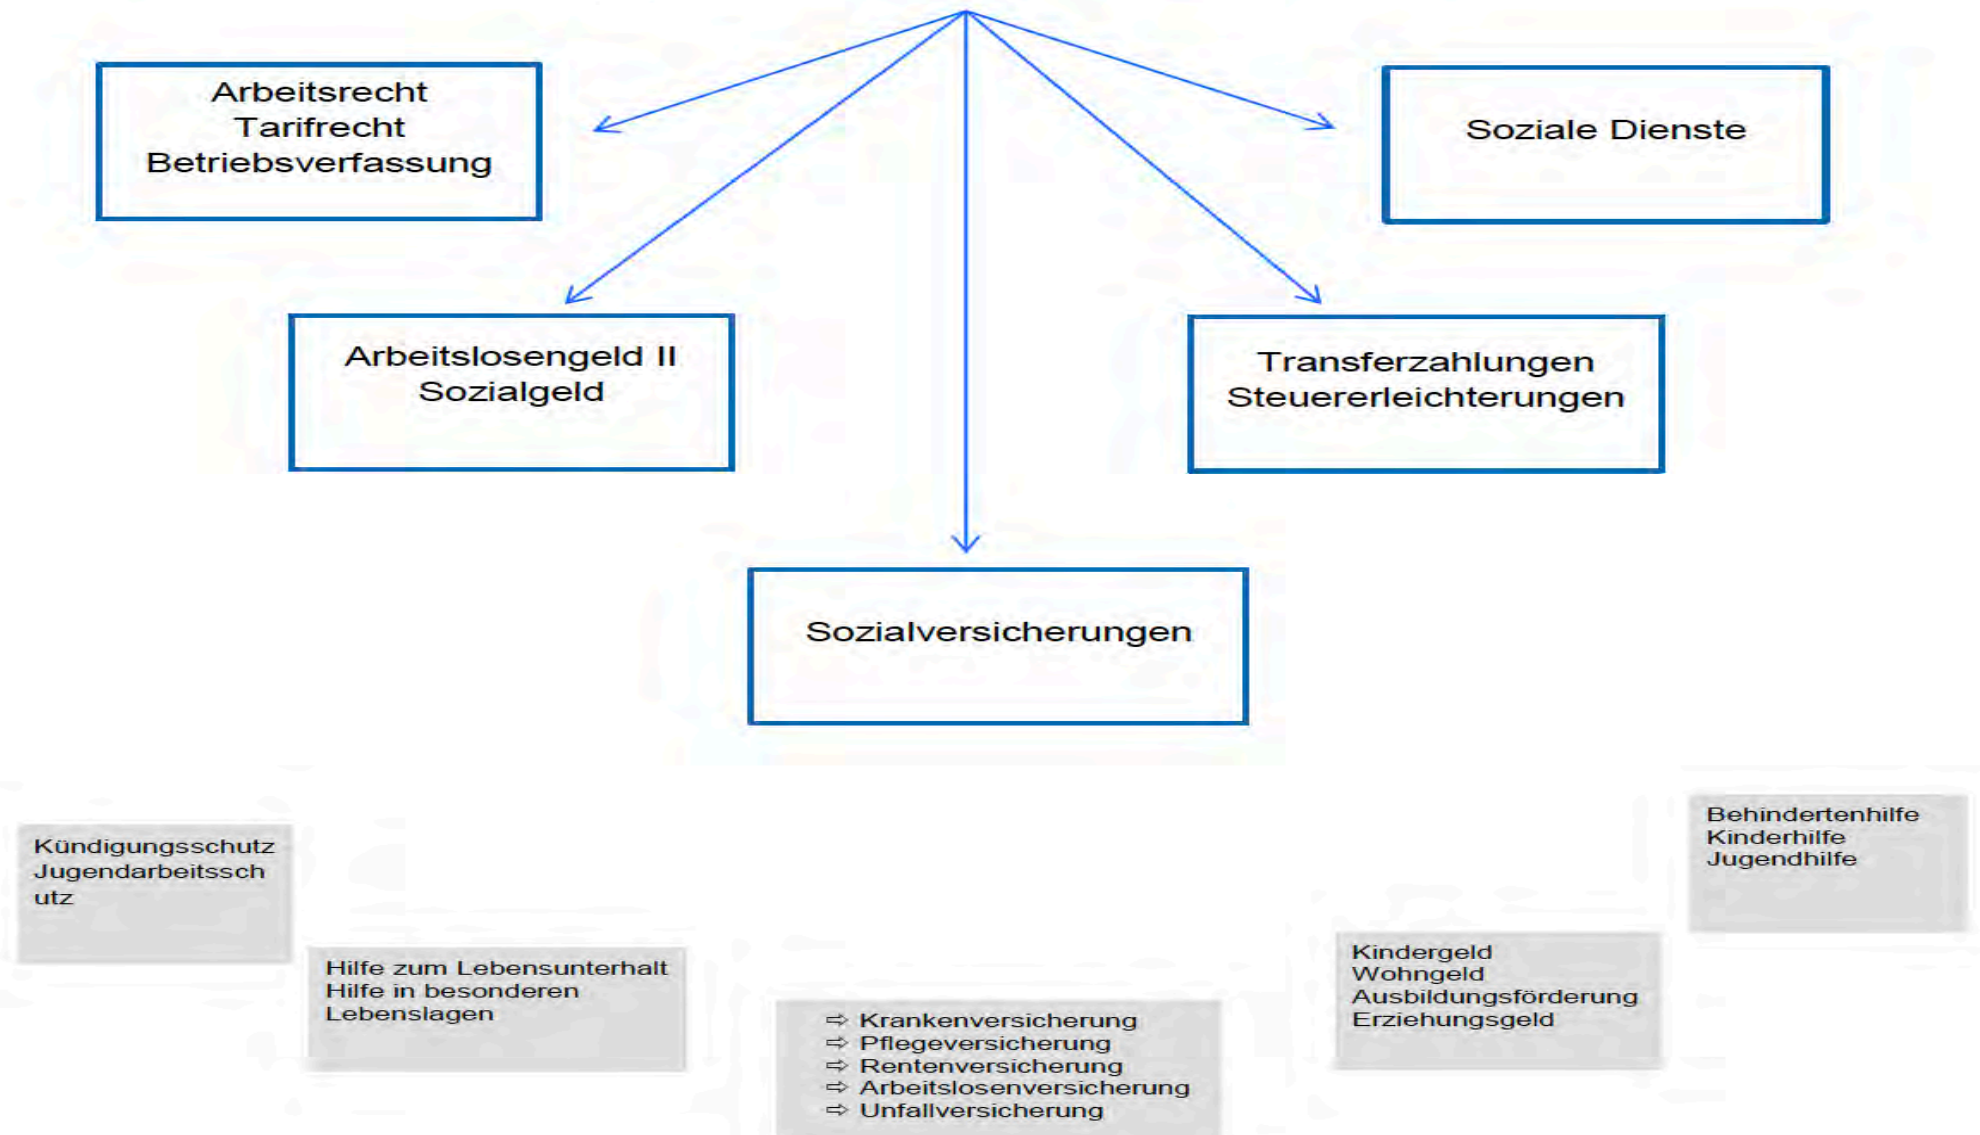 Arbeitsrecht
Tarifrecht
Betriebsverfassung
Soziale Dienste
Arbeitslosengeld II
Sozialgeld
Transferzahlungen
Steuererleichterungen
Sozialversicherungen
Kündigungsschutz
Jugendarbeitssch
utz
Hilfe zum Lebensunterhalt
Hilfe in besonderen
Lebenslagen
⇨ Krankenversicherung
⇨ Pflegeversicherung
⇨ Rentenversicherung
⇨ Arbeitslosenversicherung
⇨ Unfallversicherung
Kindergeld
Wohngeld
Ausbildungsförderung
Erziehungsgeld
Behindertenhilfe
Kinderhilfe
Jugendhilfe